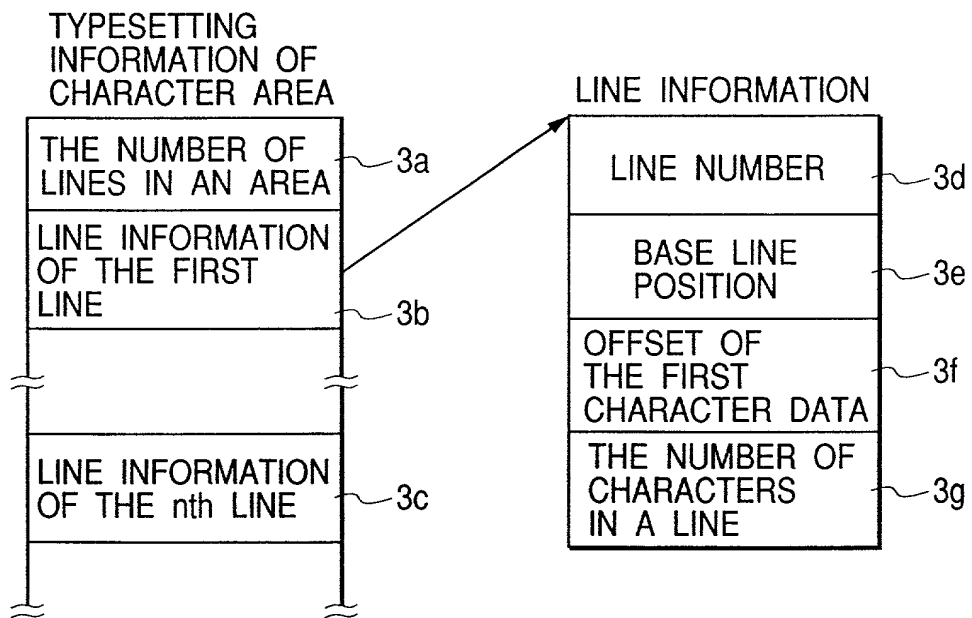 TYPESETTING
INFORMATION OF
CHARACTER AREA
THE NUMBER OF
LINES IN AN AREA
3a
LINE INFORMATION
OF THE FIRST
LINE
3b
LINE INFORMATION
OF THE nth LINE
3c
LINE INFORMATION
LINE NUMBER
3d
BASE LINE
POSITION
3e
OFFSET OF
THE FIRST
CHARACTER DATA
3f
THE NUMBER OF
CHARACTERS
IN A LINE
3g